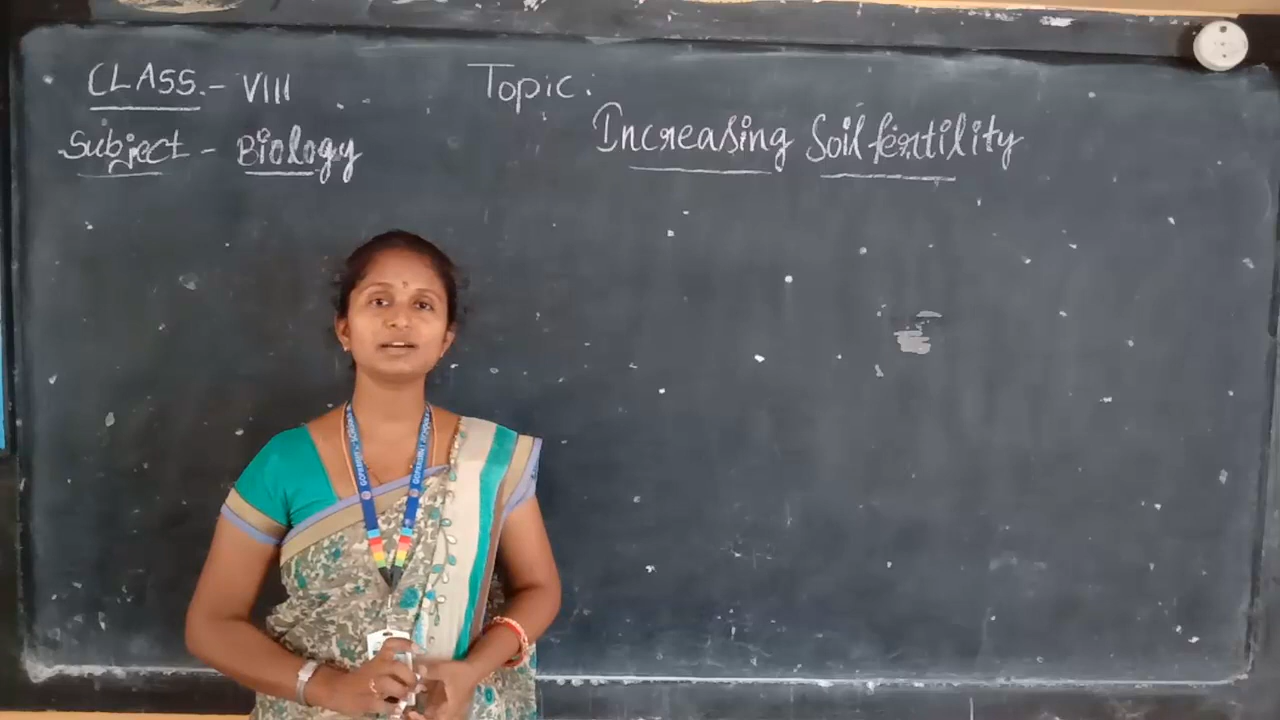 CLASS.- VIII
Subject - Biology
Topic:
Increasing Soil fertility